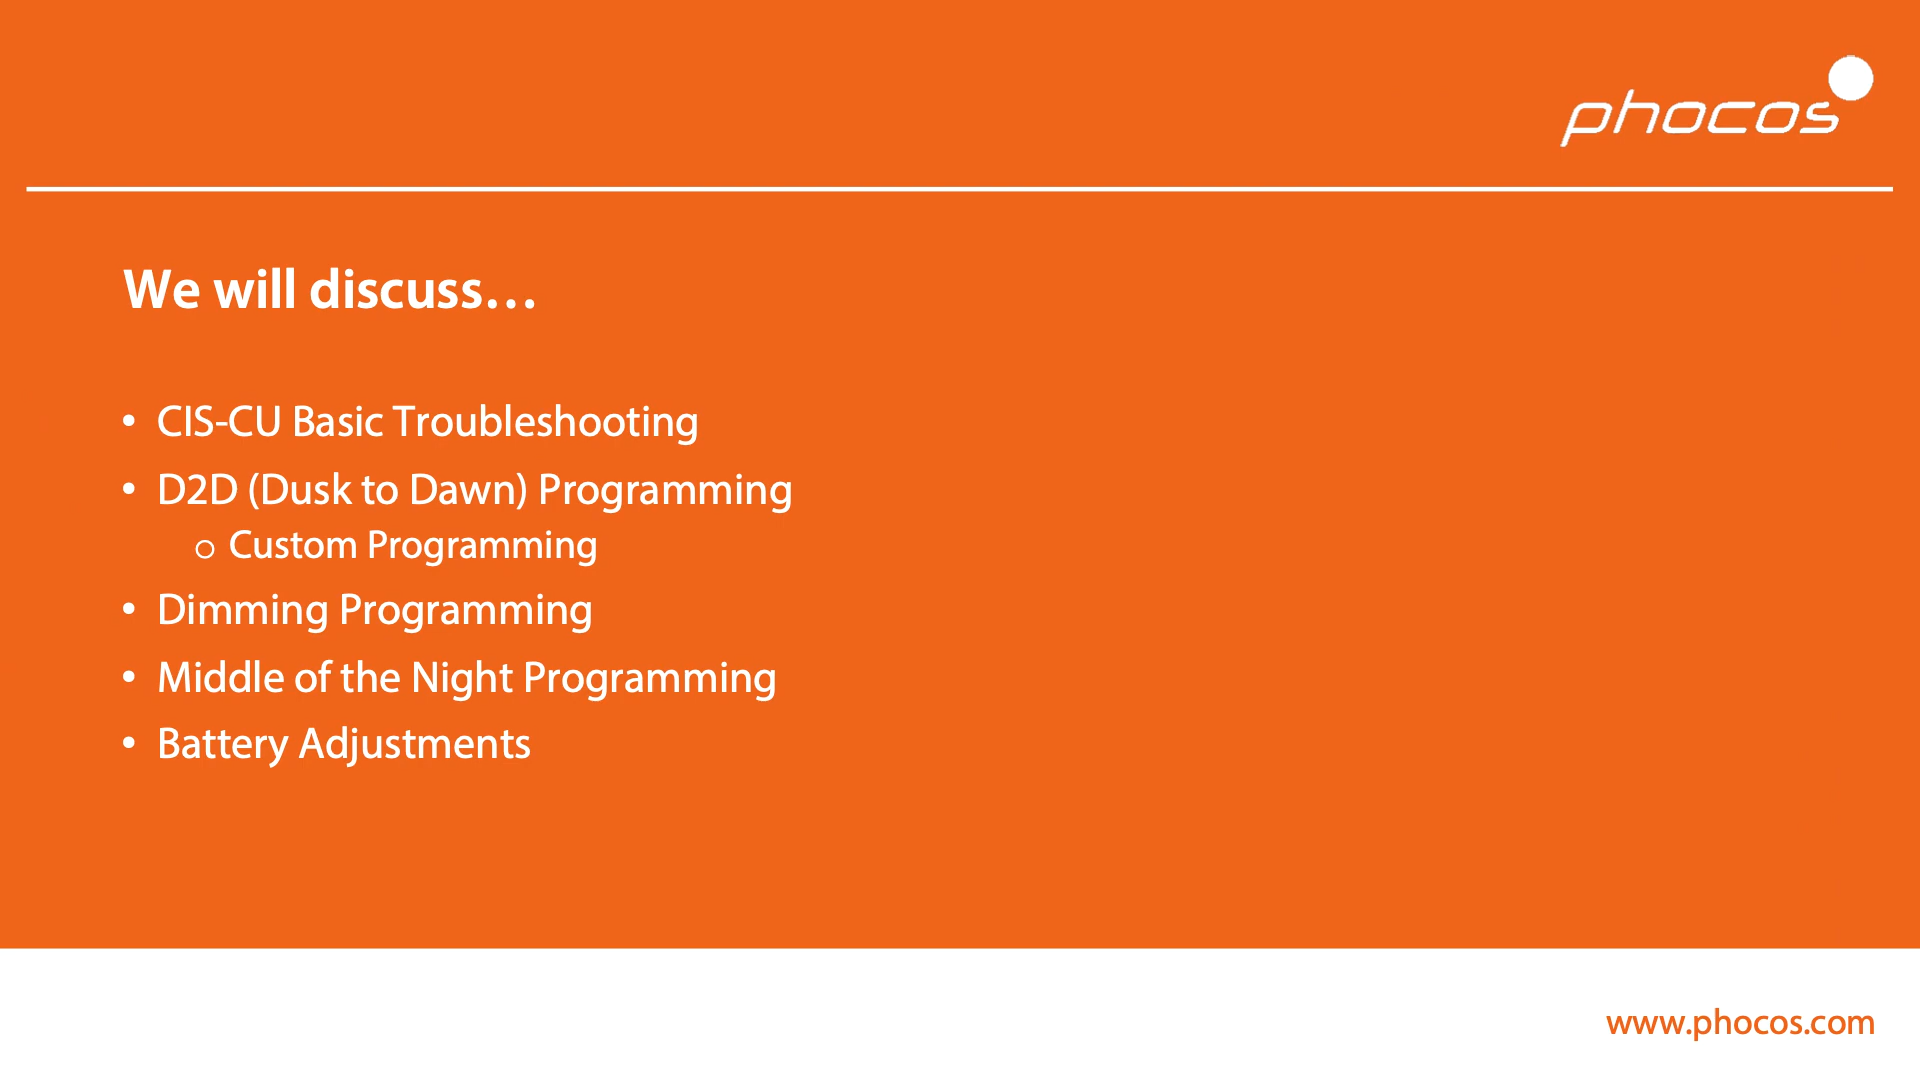 phocos
We will discuss…
• CIS-CU Basic Troubleshooting
• D2D (Dusk to Dawn) Programming
○ Custom Programming
• Dimming Programming
• Middle of the Night Programming
• Battery Adjustments
www.phocos.com